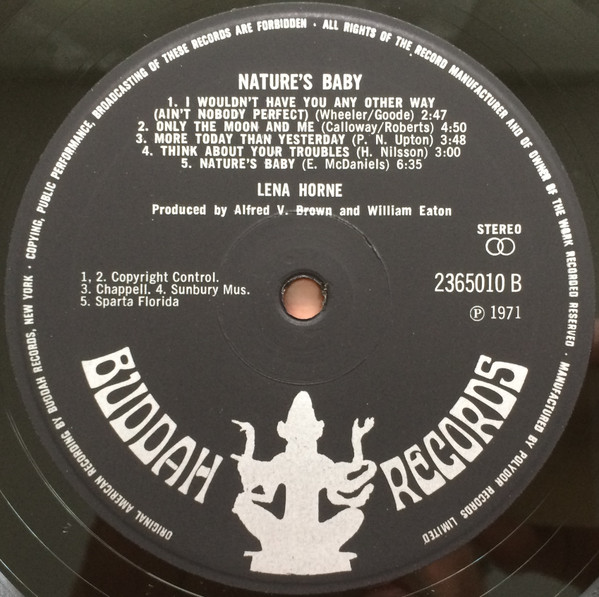 ALL RIGHTS OF THE RECORD MANUFACTURER AND OF OWNER OF THE WORK RECORDED RESERVED · MANUFACTURED BY POLYDOR RECORDS LIMITED
ORIGINAL AMERICAN RECORDING BY BUDDAH RECORDS, NEW YORK · COPYING, PUBLIC PERFORMANCE, BROADCASTING OF THESE RECORDS ARE FORBIDDEN ·
NATURE'S BABY
1. I WOULDN'T HAVE YOU ANY OTHER WAY
(AIN'T NOBODY PERFECT) (Wheeler/Goode) 2:47
2. ONLY THE MOON AND ME (Calloway/Roberts) 4:50
3. MORE TODAY THAN YESTERDAY (P. N. Upton) 3:48
4. THINK ABOUT YOUR TROUBLES (H. Nilsson) 3:00
5. NATURE'S BABY (E. McDaniels) 6:35
LENA HORNE
Produced by Alfred V. Brown and William Eaton
STEREO
1, 2. Copyright Control.
3. Chappell. 4. Sunbury Mus.
5. Sparta Florida
2365010 B
Ⓟ 1971
BUDDAH RECORDS